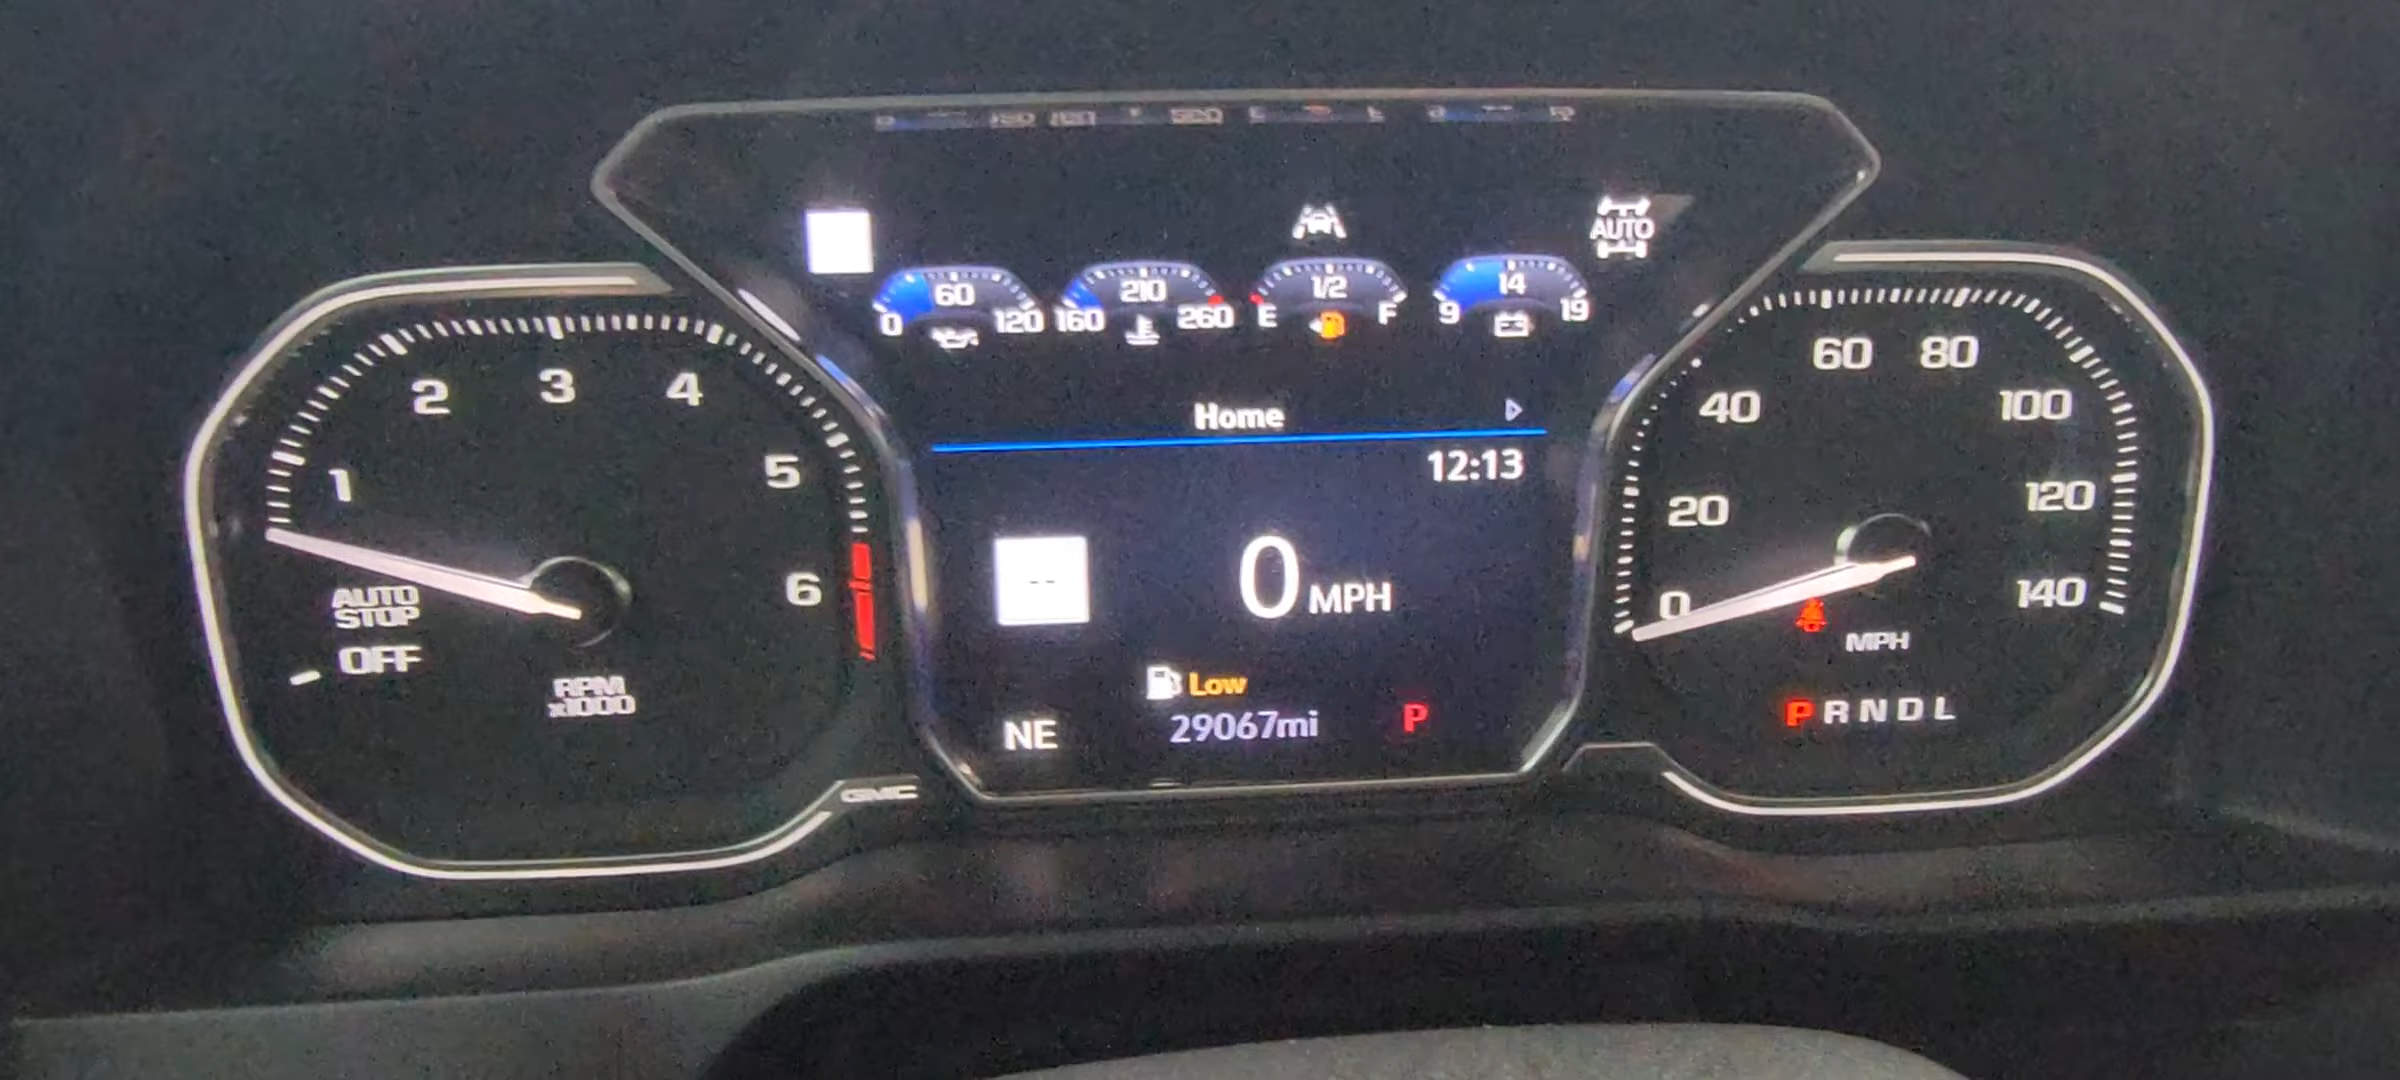 AUTO
60 210 1/2 14
0 120 160 260 E F 9 19
Home
12:13
--
0 MPH
Low
NE 29067mi P
1 2 3 4 5 6
AUTO
STOP
OFF
RPM
x1000
GMC
0 20 40 60 80 100 120 140
MPH
PRNDL